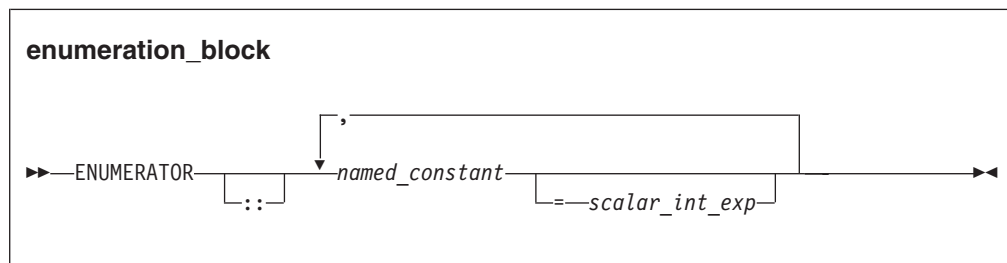 enumeration_block
,
ENUMERATOR named_constant
:: = scalar_int_exp